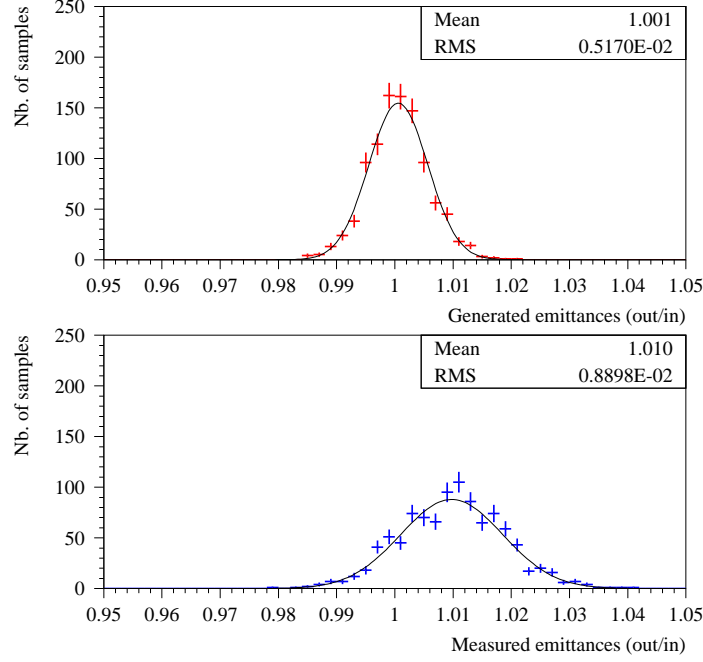 Nb. of samples
250
200
150
100
50
0
Mean 1.001
RMS 0.5170E-02
0.95 0.96 0.97 0.98 0.99 1 1.01 1.02 1.03 1.04 1.05
Generated emittances (out/in)
Nb. of samples
250
200
150
100
50
0
Mean 1.010
RMS 0.8898E-02
0.95 0.96 0.97 0.98 0.99 1 1.01 1.02 1.03 1.04 1.05
Measured emittances (out/in)